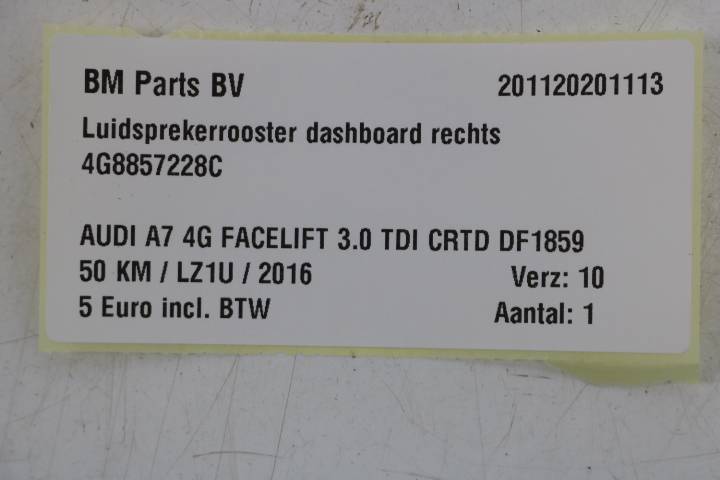 BM Parts BV 201120201113
Luidsprekerrooster dashboard rechts
4G8857228C
AUDI A7 4G FACELIFT 3.0 TDI CRTD DF1859
50 KM / LZ1U / 2016 Verz: 10
5 Euro incl. BTW Aantal: 1